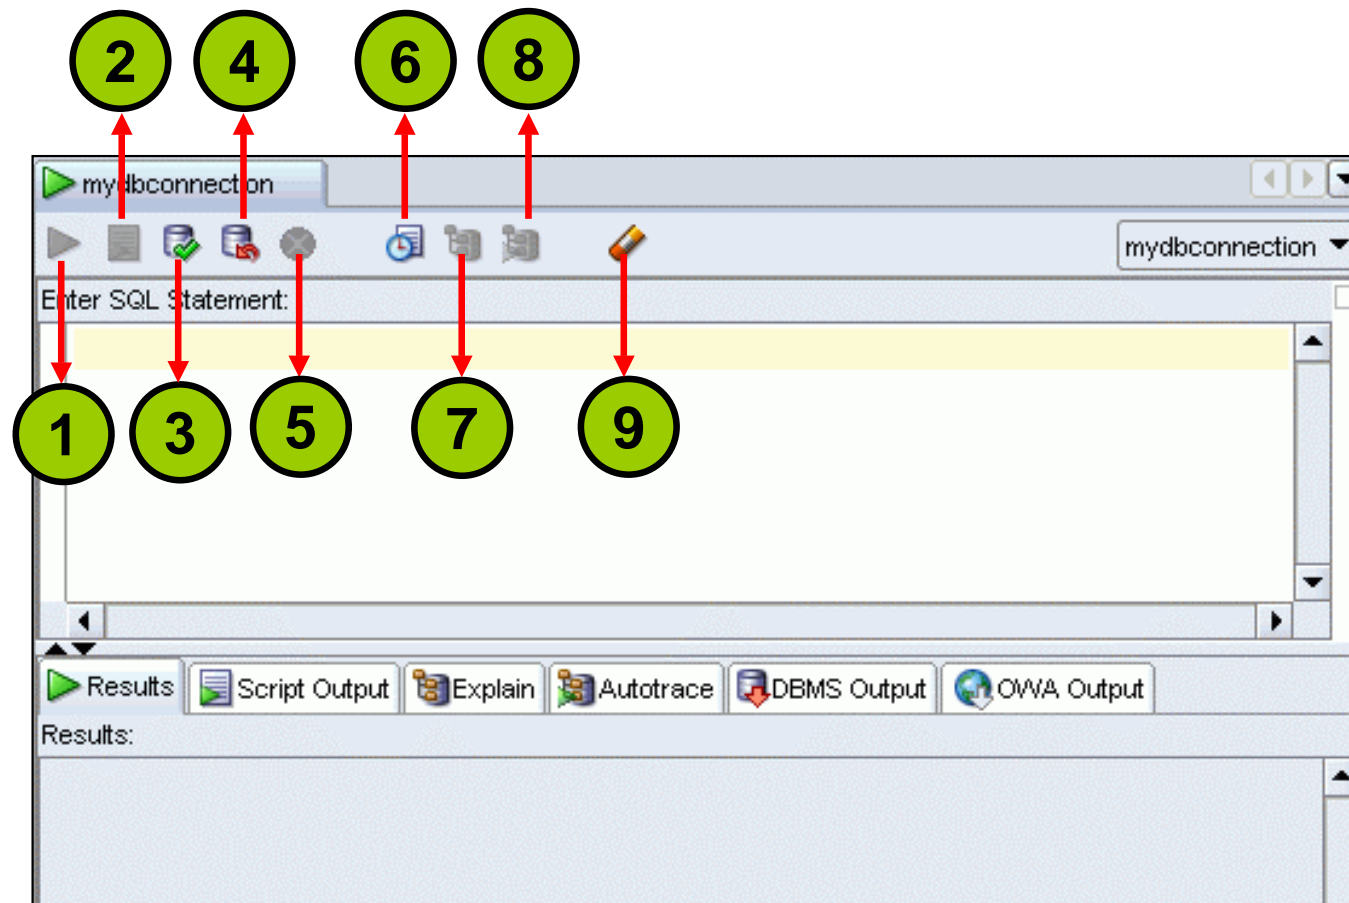 2 4 6 8
mydbconnection
mydbconnection
Enter SQL Statement:
1 3 5 7 9
Results Script Output Explain Autotrace DBMS Output OWA Output
Results: